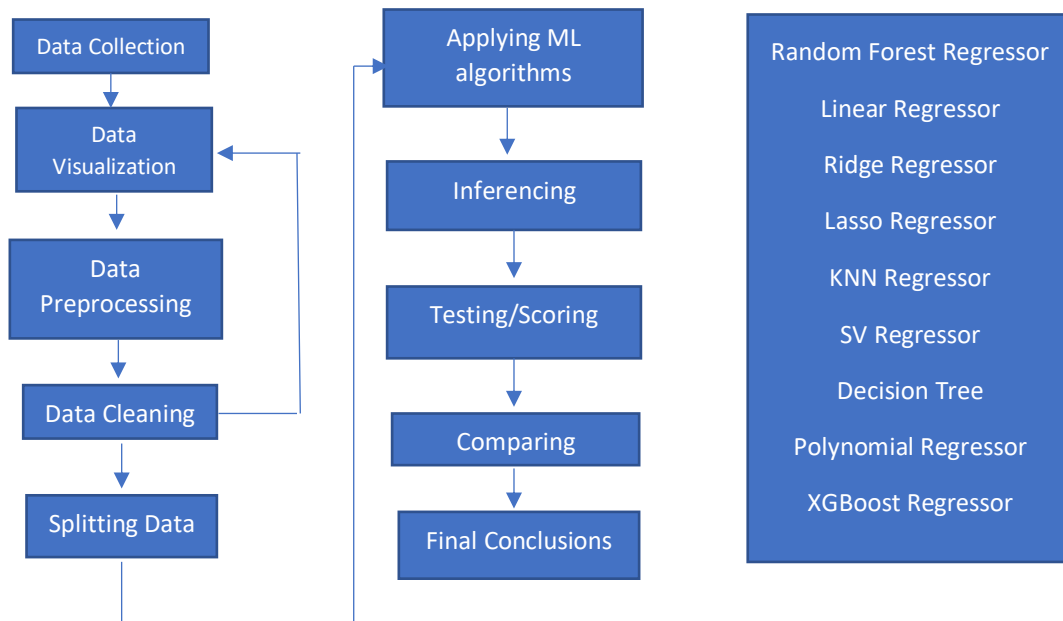 Data Collection
Data
Visualization
Data
Preprocessing
Data Cleaning
Splitting Data
Applying ML
algorithms
Inferencing
Testing/Scoring
Comparing
Final Conclusions
Random Forest Regressor
Linear Regressor
Ridge Regressor
Lasso Regressor
KNN Regressor
SV Regressor
Decision Tree
Polynomial Regressor
XGBoost Regressor